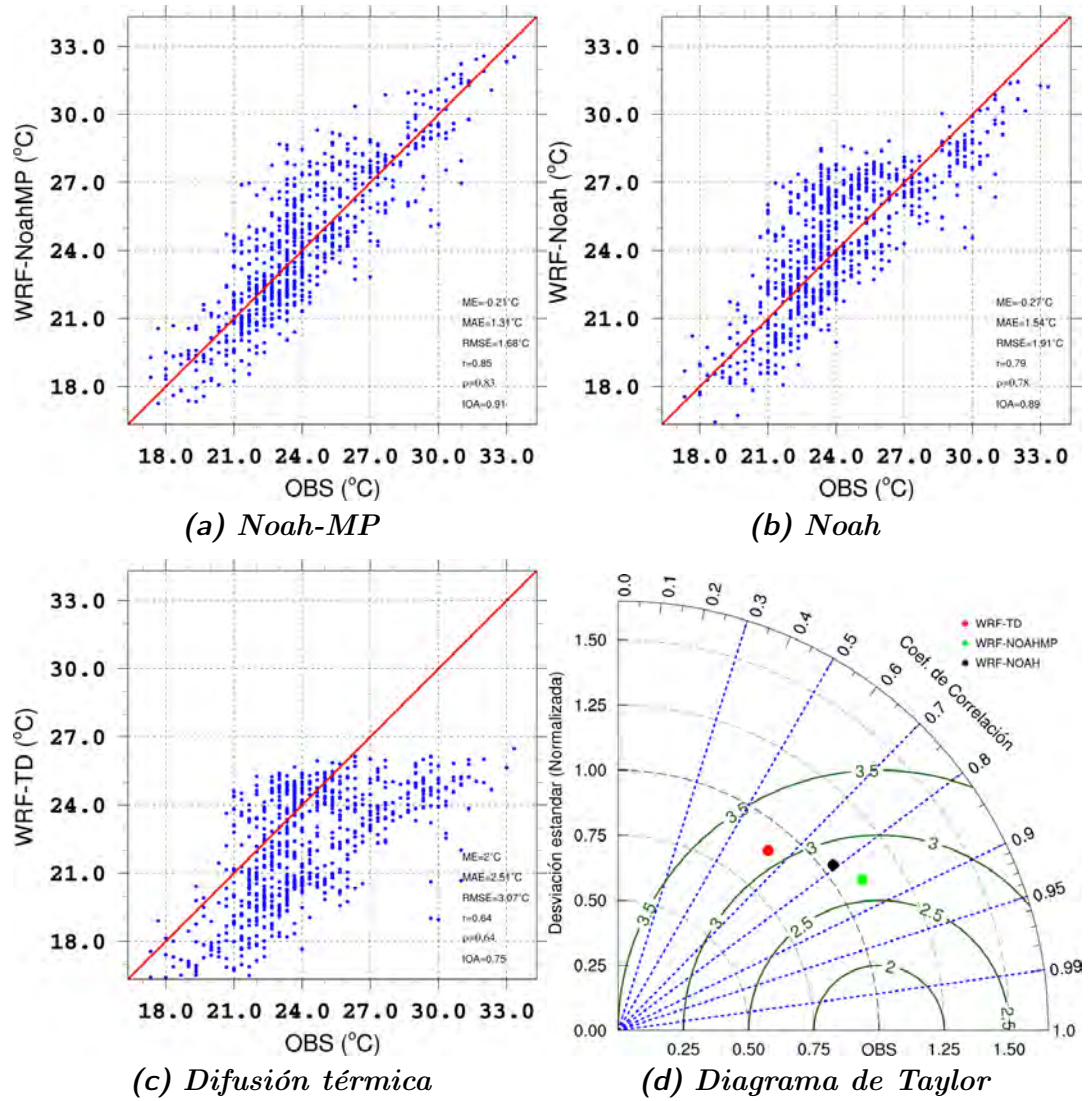 WRF-NoahMP (°C)
33.0
30.0
27.0
24.0
21.0
18.0
ME=-0.21°C
MAE=1.31°C
RMSE=1.68°C
r=0.85
ρ=0.83
IOA=0.91
18.0 21.0 24.0 27.0 30.0 33.0
OBS (°C)
(a) Noah-MP
WRF-Noah (°C)
33.0
30.0
27.0
24.0
21.0
18.0
ME=-0.27°C
MAE=1.54°C
RMSE=1.91°C
r=0.79
ρ=0.78
IOA=0.89
18.0 21.0 24.0 27.0 30.0 33.0
OBS (°C)
(b) Noah
WRF-TD (°C)
33.0
30.0
27.0
24.0
21.0
18.0
ME=2°C
MAE=2.51°C
RMSE=3.07°C
r=0.64
ρ=0.64
IOA=0.75
18.0 21.0 24.0 27.0 30.0 33.0
OBS (°C)
(c) Difusión térmica
Desviación estandar (Normalizada)
1.50
1.25
1.00
0.75
0.50
0.25
0.00
0.0 0.1 0.2 0.3 0.4 0.5 0.6 0.7 0.8 0.9 0.95 0.99 1.0
Coef. de Correlación
WRF-TD
WRF-NOAHMP
WRF-NOAH
3.5
3.5
3.5
3
3
3
2.5
2.5
2.5
2
0.25 0.50 0.75 OBS 1.25 1.50
(d) Diagrama de Taylor